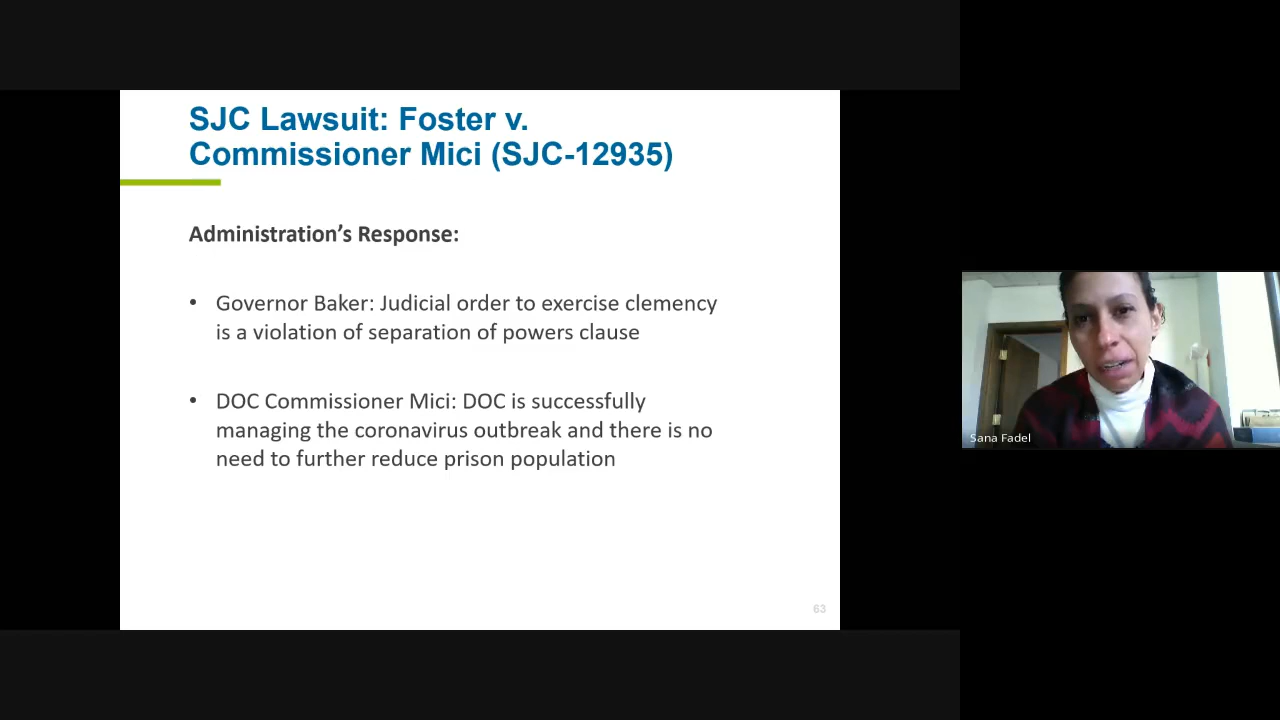 SJC Lawsuit: Foster v.
Commissioner Mici (SJC-12935)
Administration’s Response:
• Governor Baker: Judicial order to exercise clemency
is a violation of separation of powers clause
• DOC Commissioner Mici: DOC is successfully
managing the coronavirus outbreak and there is no
need to further reduce prison population
63
Sana Fadel